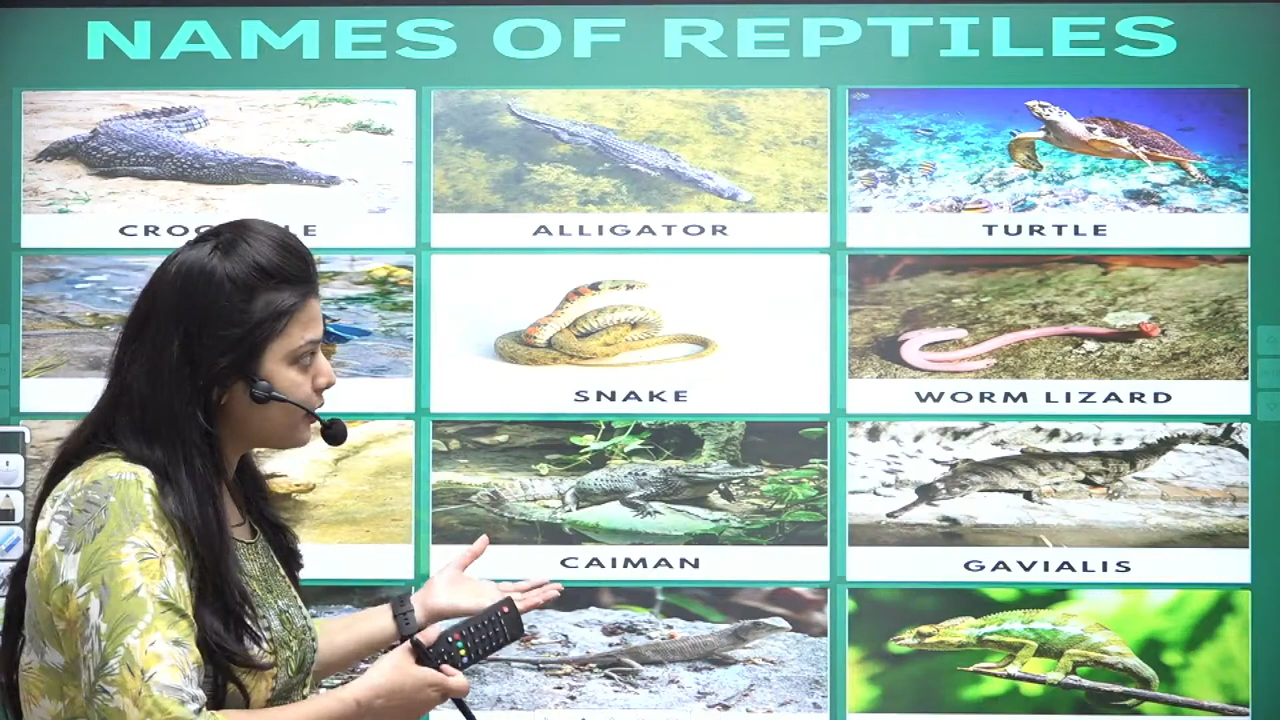 NAMES OF REPTILES
ALLIGATOR
TURTLE
SNAKE
WORM LIZARD
CAIMAN
GAVIALIS